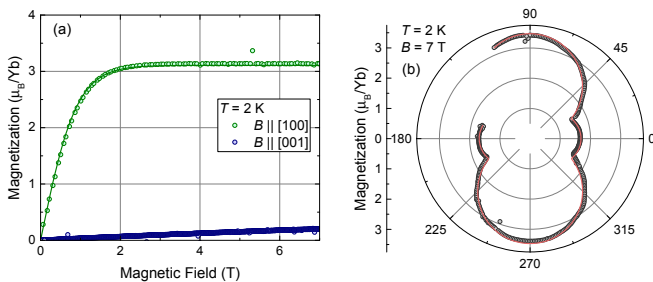 (a)
Magnetization (μB/Yb)
4
3
2
1
0
T = 2 K
B || [100]
B || [001]
0 2 4 6
Magnetic Field (T)
(b)
T = 2 K
B = 7 T
Magnetization (μB/Yb)
3
2
1
0
1
2
3
90
45
0
315
270
225
180